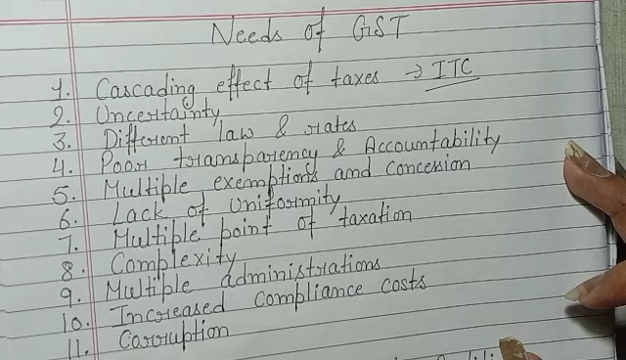 Needs of GST
1. Cascading effect of taxes → ITC
2. Uncertainty
3. Different law & rates
4. Poor transparency & Accountability
5. Multiple exemptions and concession
6. Lack of Uniformity
7. Multiple point of taxation
8. Complexity
9. Multiple administrations
10. Increased compliance costs
11. Corruption